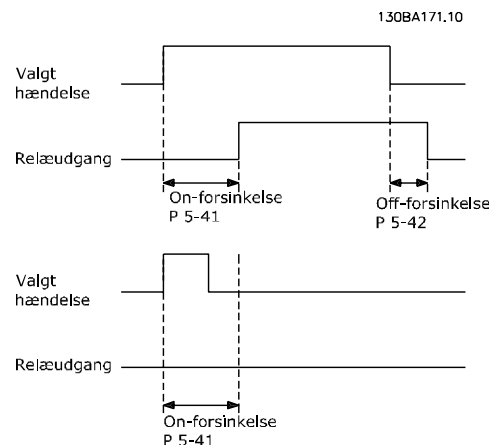 130BA171.10
Valgt
hændelse
Relæudgang
On-forsinkelse
P 5-41
Off-forsinkelse
P 5-42
Valgt
hændelse
Relæudgang
On-forsinkelse
P 5-41